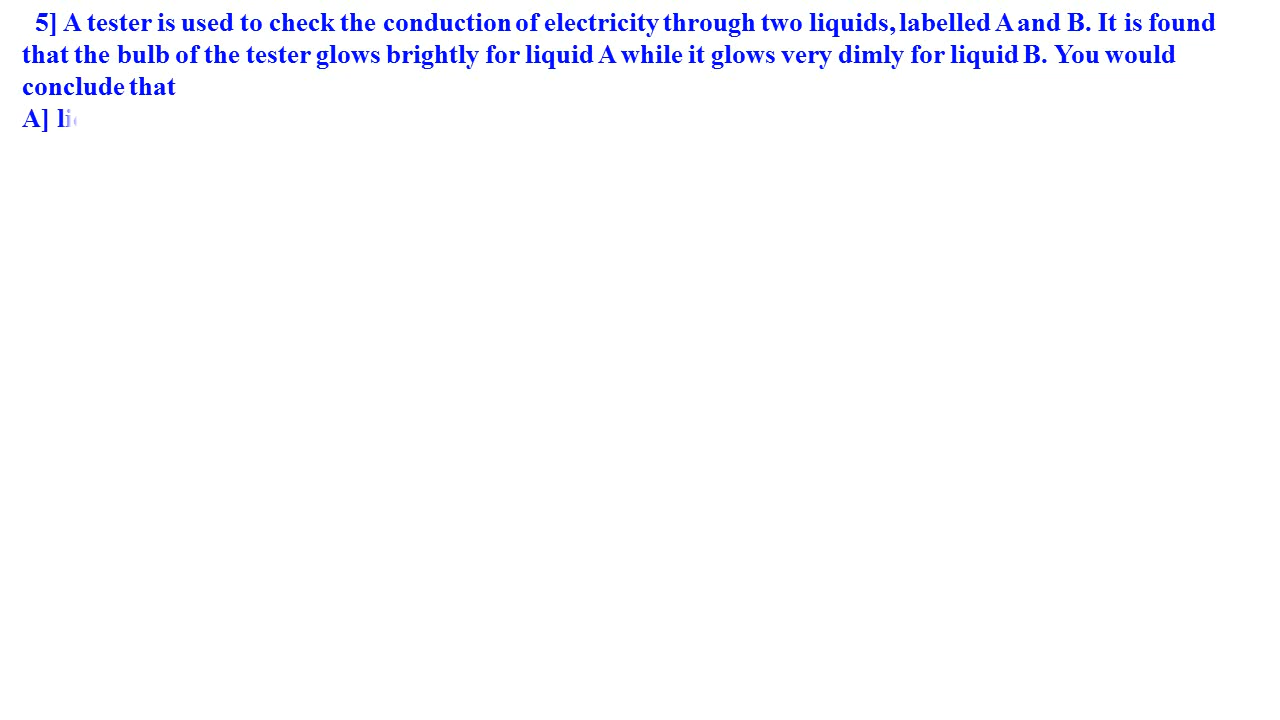 5] A tester is used to check the conduction of electricity through two liquids, labelled A and B. It is found
that the bulb of the tester glows brightly for liquid A while it glows very dimly for liquid B. You would
conclude that
A]